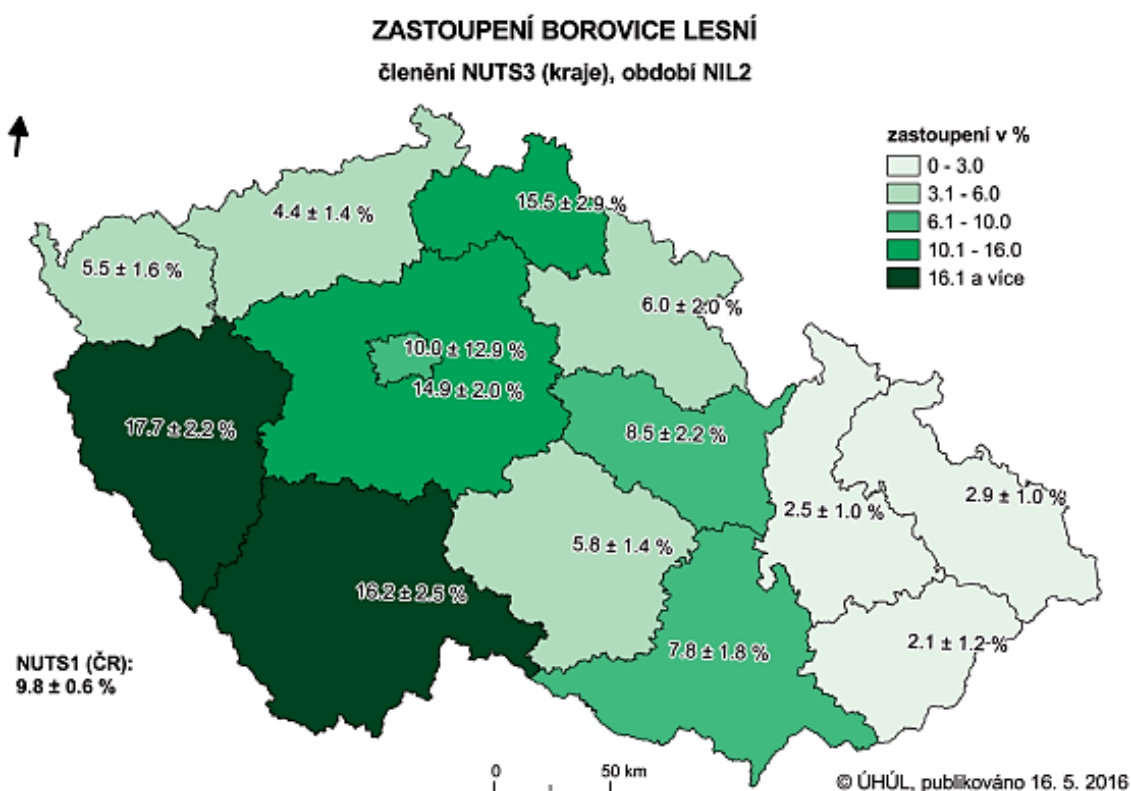 ZASTOUPENÍ BOROVICE LESNÍ
členění NUTS3 (kraje), období NIL2
zastoupení v %
0 - 3.0
3.1 - 6.0
6.1 - 10.0
10.1 - 16.0
16.1 a více
15.5 ± 2.9 %
4.4 ± 1.4 %
5.5 ± 1.6 %
6.0 ± 2.0 %
10.0 ± 12.9 %
14.9 ± 2.0 %
17.7 ± 2.2 %
8.5 ± 2.2 %
2.9 ± 1.0 %
2.5 ± 1.0 %
5.8 ± 1.4 %
16.2 ± 2.5 %
2.1 ± 1.2 %
7.8 ± 1.8 %
NUTS1 (ČR):
9.8 ± 0.6 %
0 50 km
© ÚHÚL, publikováno 16. 5. 2016